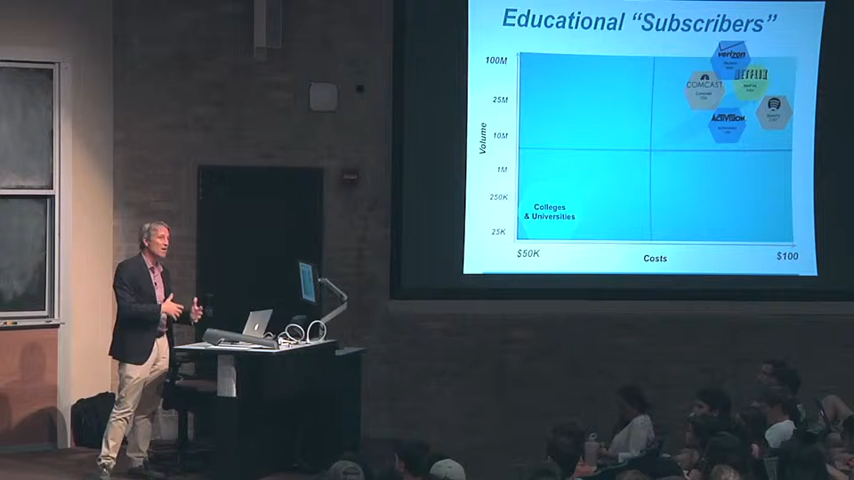 Educational "Subscribers"
100M
25M
10M
1M
250K
25K
Volume
verizon
NETFLIX
COMCAST
ACTIVISION
Colleges
& Universities
$50K
Costs
$100